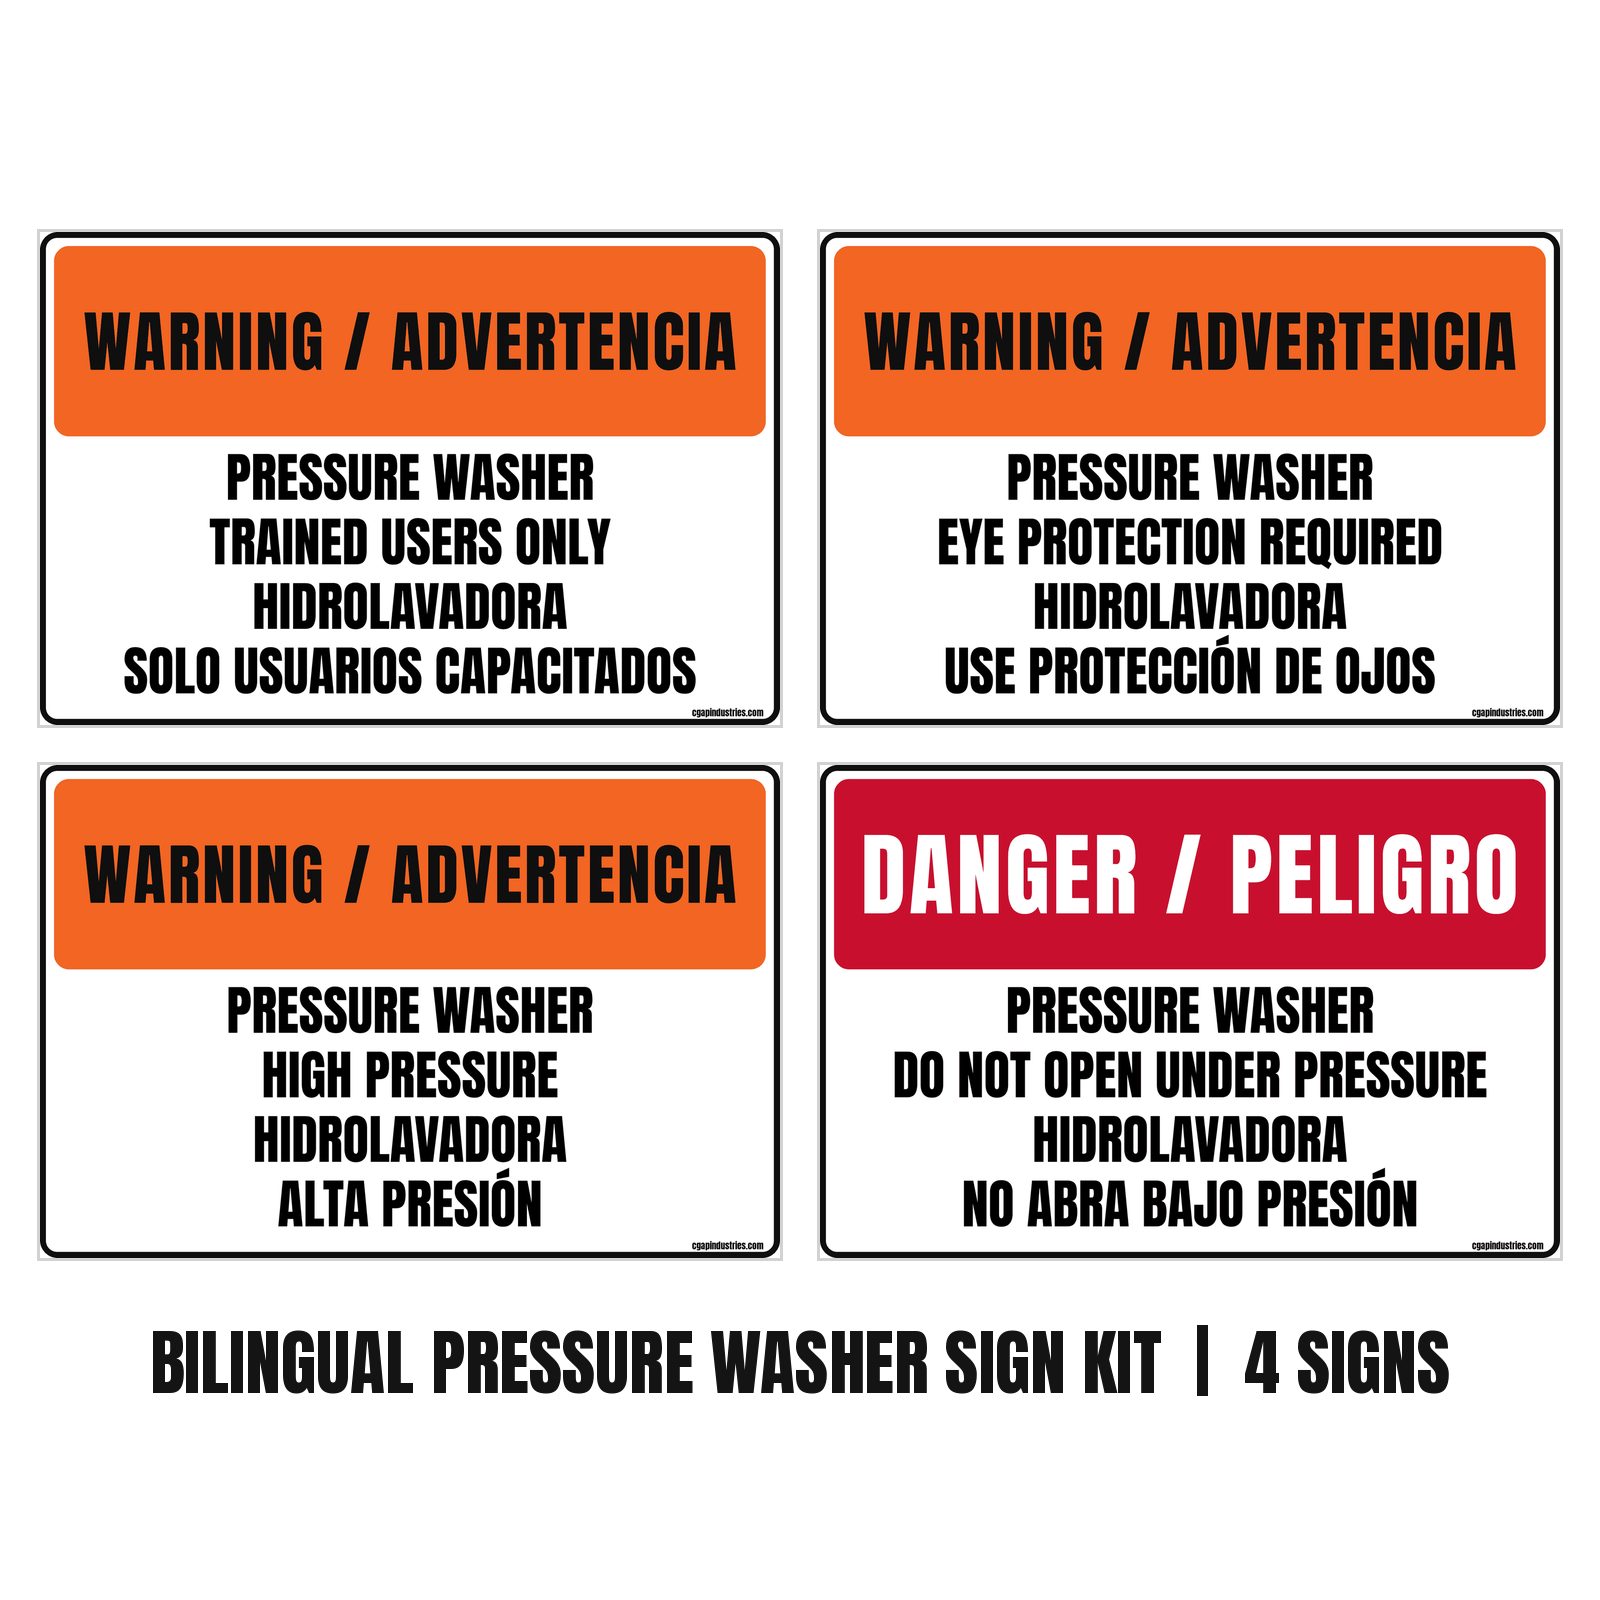 WARNING / ADVERTENCIA
PRESSURE WASHER
TRAINED USERS ONLY
HIDROLAVADORA
SOLO USUARIOS CAPACITADOS
cgapindustries.com
WARNING / ADVERTENCIA
PRESSURE WASHER
EYE PROTECTION REQUIRED
HIDROLAVADORA
USE PROTECCIÓN DE OJOS
cgapindustries.com
WARNING / ADVERTENCIA
PRESSURE WASHER
HIGH PRESSURE
HIDROLAVADORA
ALTA PRESIÓN
cgapindustries.com
DANGER / PELIGRO
PRESSURE WASHER
DO NOT OPEN UNDER PRESSURE
HIDROLAVADORA
NO ABRA BAJO PRESIÓN
cgapindustries.com
BILINGUAL PRESSURE WASHER SIGN KIT | 4 SIGNS